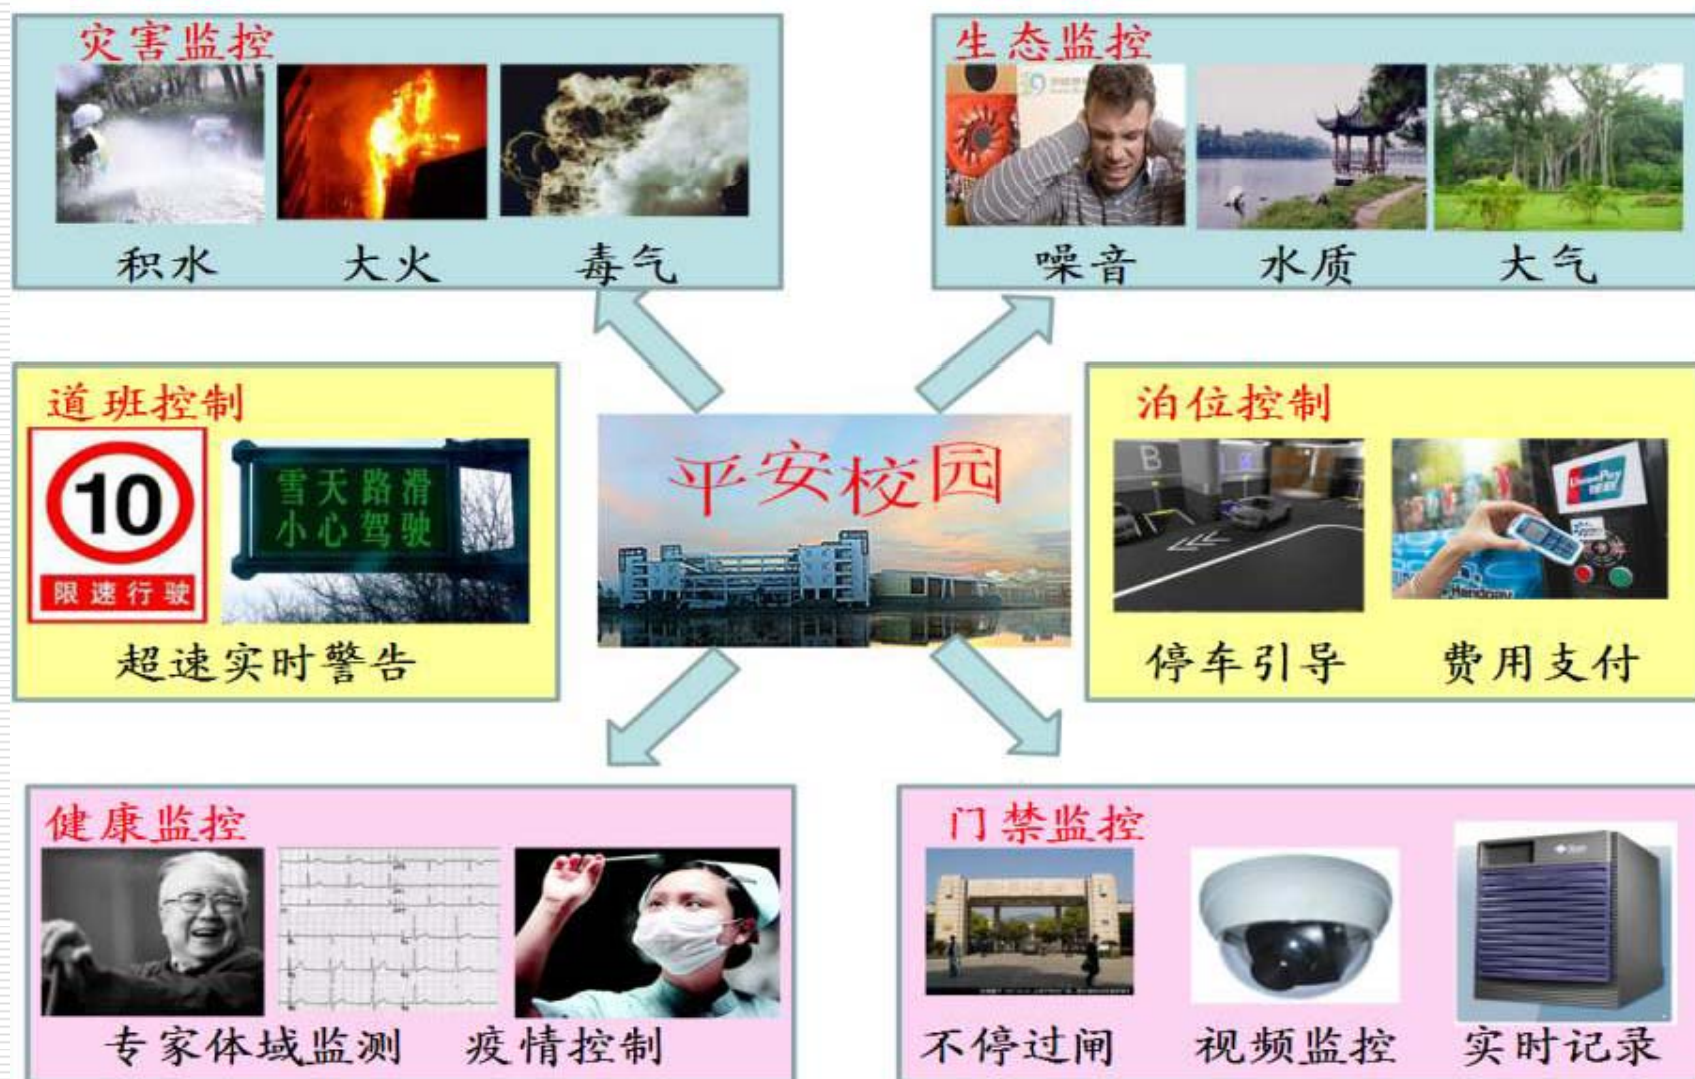 灾害监控
积水 大火 毒气
生态监控
噪音 水质 大气
道班控制
10
限速行驶
雪天路滑
小心驾驶
超速实时警告
平安校园
泊位控制
B
UnionPay
银联
Handpay
停车引导 费用支付
健康监控
专家体域监测 疫情控制
门禁监控
不停过闸 视频监控 实时记录